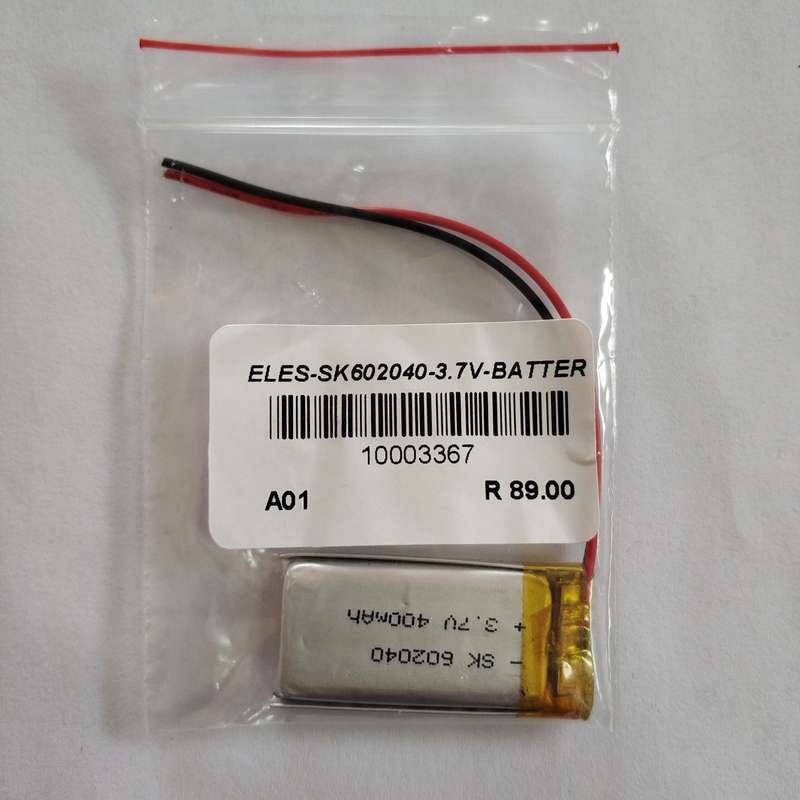 ELES-SK602040-3.7V-BATTER
10003367
A01 R 89.00
- SK 602040
+ 3.7V 400mAh